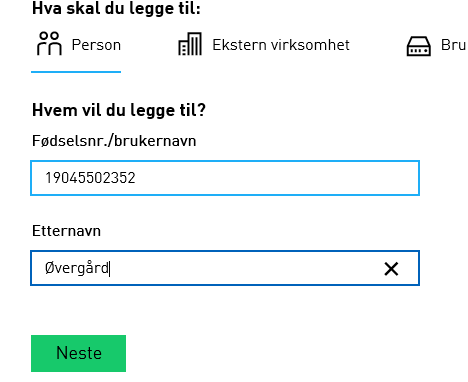 Hva skal du legge til:
Person
Ekstern virksomhet
Bru
Hvem vil du legge til?
Fødselsnr./brukernavn
19045502352
Etternavn
Øvergård
Neste